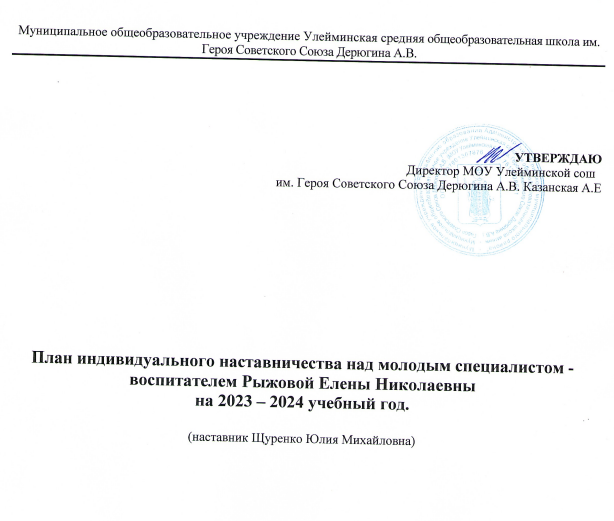 Муниципальное общеобразовательное учреждение Улейминская средняя общеобразовательная школа им.
Героя Советского Союза Дерюгина А.В.
УТВЕРЖДАЮ
Директор МОУ Улейминской сош
им. Героя Советского Союза Дерюгина А.В. Казанская А.Е
План индивидуального наставничества над молодым специалистом -
воспитателем Рыжовой Елены Николаевны
на 2023 – 2024 учебный год.
(наставник Щуренко Юлия Михайловна)